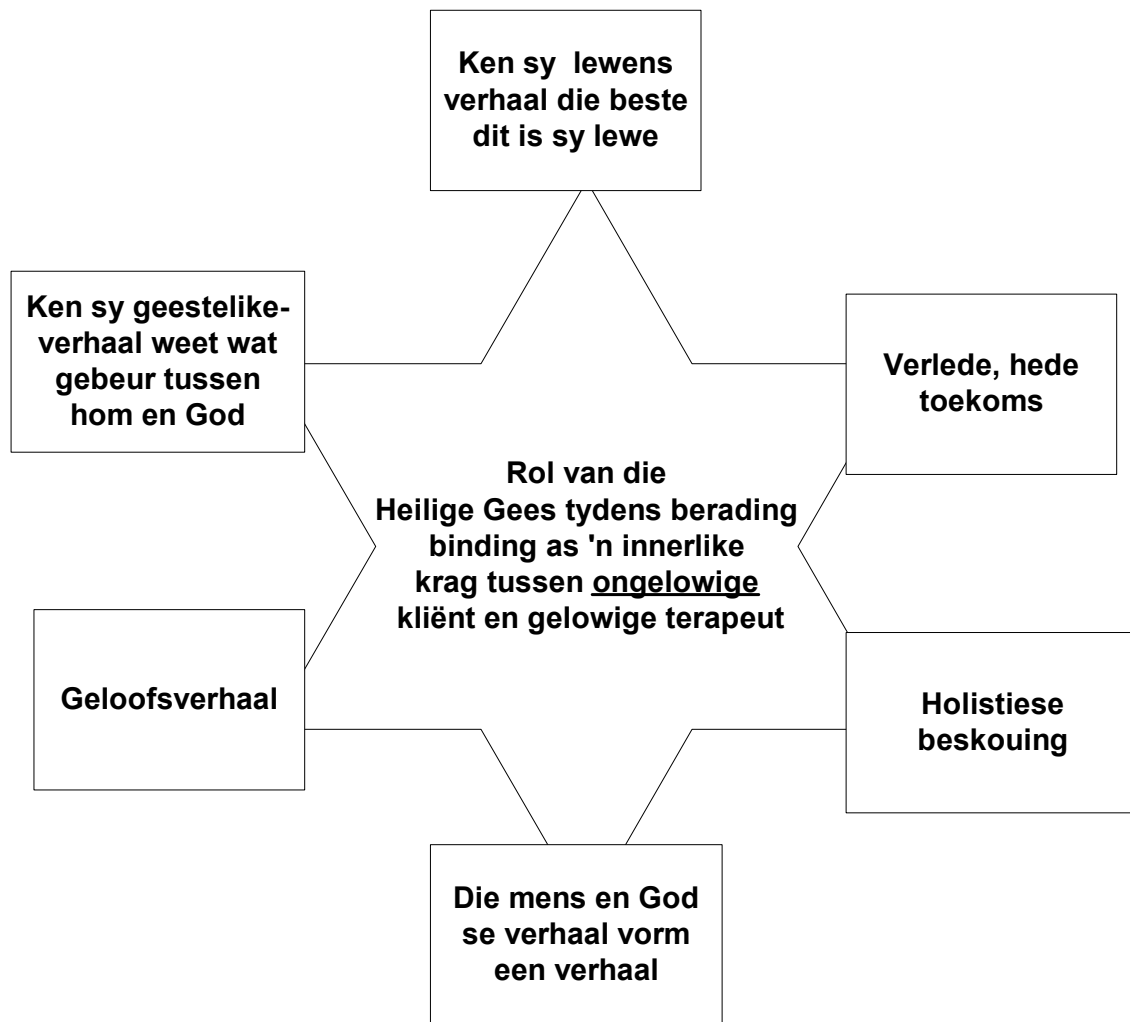 Ken sy lewens
verhaal die beste
dit is sy lewe
Ken sy geestelike-
verhaal weet wat
gebeur tussen
hom en God
Verlede, hede
toekoms
Rol van die
Heilige Gees tydens berading
binding as 'n innerlike
krag tussen ongelowige
kliënt en gelowige terapeut
Geloofsverhaal
Holistiese
beskouing
Die mens en God
se verhaal vorm
een verhaal